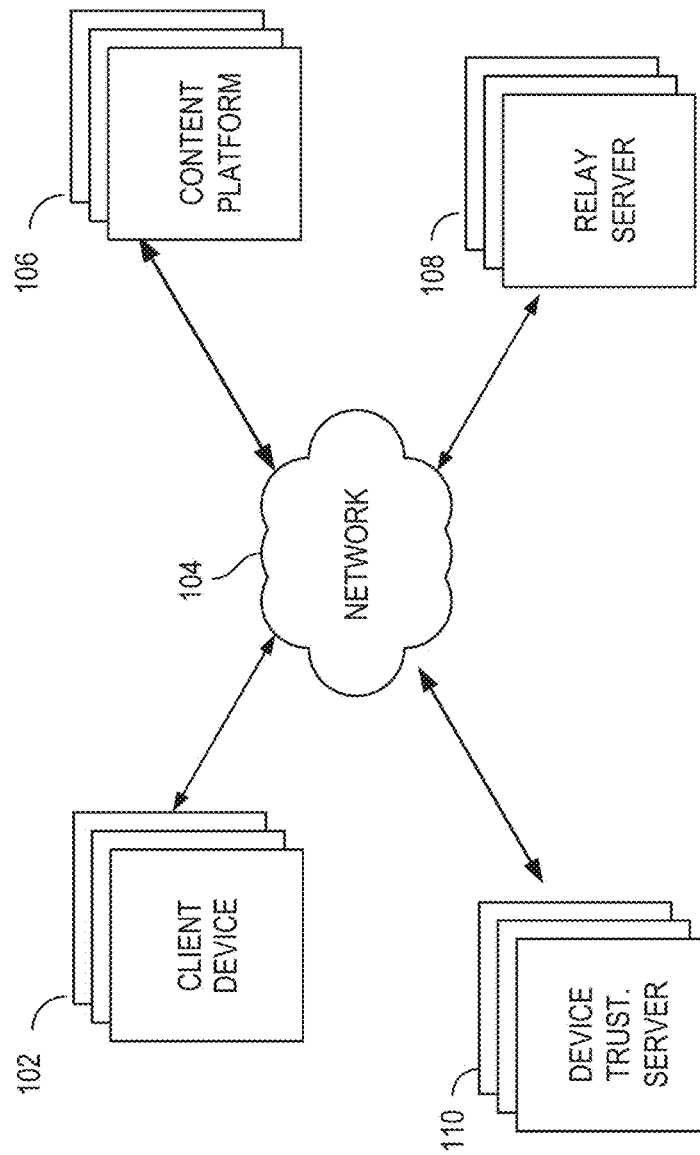 102
CLIENT
DEVICE
104
NETWORK
106
CONTENT
PLATFORM
110
DEVICE
TRUST.
SERVER
108
RELAY
SERVER